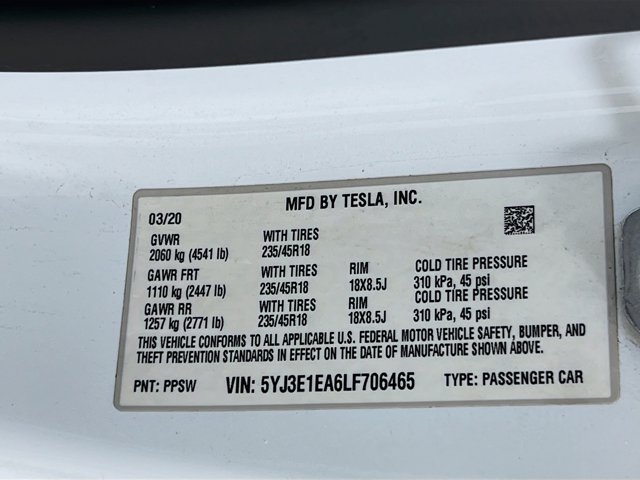 MFD BY TESLA, INC.
03/20
GVWR WITH TIRES
2060 kg (4541 lb) 235/45R18
GAWR FRT WITH TIRES RIM COLD TIRE PRESSURE
1110 kg (2447 lb) 235/45R18 18X8.5J 310 kPa, 45 psi
GAWR RR WITH TIRES RIM COLD TIRE PRESSURE
1257 kg (2771 lb) 235/45R18 18X8.5J 310 kPa, 45 psi
THIS VEHICLE CONFORMS TO ALL APPLICABLE U.S. FEDERAL MOTOR VEHICLE SAFETY, BUMPER, AND
THEFT PREVENTION STANDARDS IN EFFECT ON THE DATE OF MANUFACTURE SHOWN ABOVE.
PNT: PPSW VIN: 5YJ3E1EA6LF706465 TYPE: PASSENGER CAR